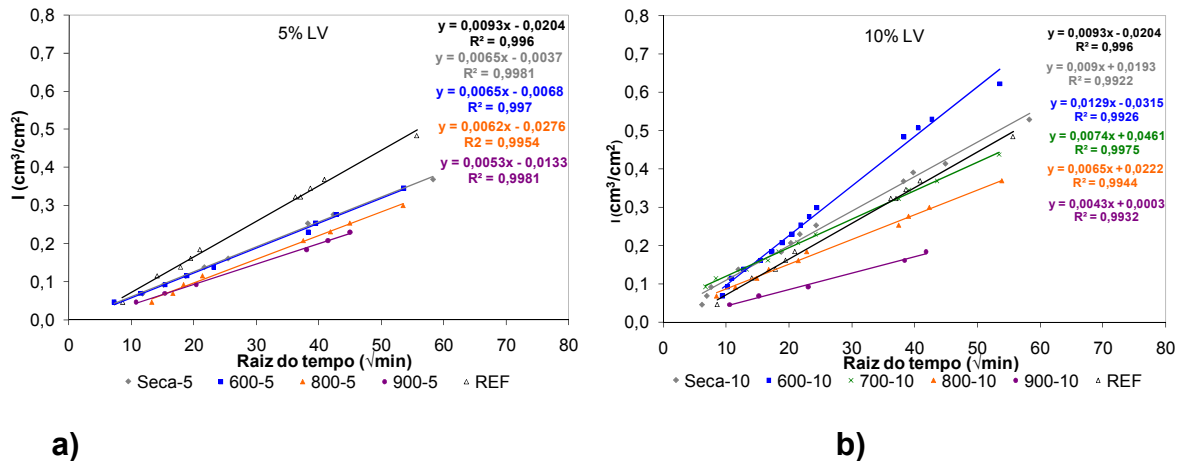 5% LV
y = 0,0093x - 0,0204
R² = 0,996
y = 0,0065x - 0,0037
R² = 0,9981
y = 0,0065x - 0,0068
R² = 0,997
y = 0,0062x - 0,0276
R2 = 0,9954
y = 0,0053x - 0,0133
R² = 0,9981
I (cm³/cm²)
0,8
0,7
0,6
0,5
0,4
0,3
0,2
0,1
0,0
0 10 20 30 40 50 60 70 80
Raiz do tempo (√min)
Seca-5 600-5 800-5 900-5 REF
a)
10% LV
y = 0,0093x - 0,0204
R² = 0,996
y = 0,009x + 0,0193
R² = 0,9922
y = 0,0129x - 0,0315
R² = 0,9926
y = 0,0074x + 0,0461
R² = 0,9975
y = 0,0065x + 0,0222
R² = 0,9944
y = 0,0043x + 0,0003
R² = 0,9932
I (cm³/cm²)
0,8
0,7
0,6
0,5
0,4
0,3
0,2
0,1
0,0
0 10 20 30 40 50 60 70 80
Raiz do tempo (√min)
Seca-10 600-10 700-10 800-10 900-10 REF
b)